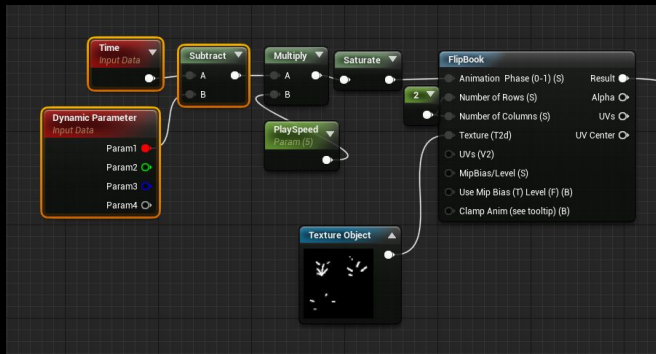 Time
Input Data
Subtract
A
B
Multiply
A
B
Saturate
FlipBook
Animation Phase (0-1) (S)
Result
Number of Rows (S)
Alpha
Number of Columns (S)
UVs
Texture (T2d)
UV Center
UVs (V2)
MipBias/Level (S)
Use Mip Bias (T) Level (F) (B)
Clamp Anim (see tooltip) (B)
2
Dynamic Parameter
Input Data
Param1
Param2
Param3
Param4
PlaySpeed
Param (5)
Texture Object